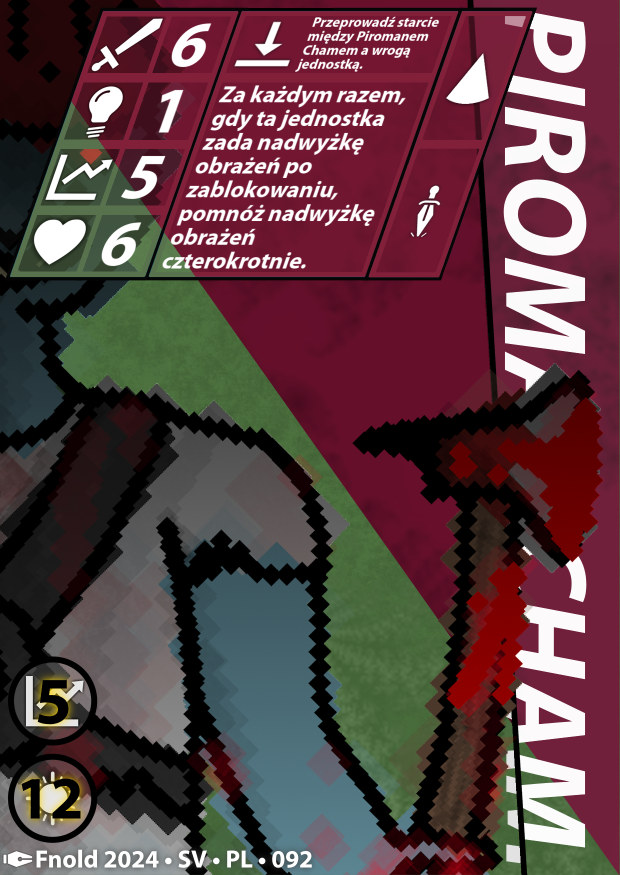 6
1
5
6
Przeprowadź starcie
między Piromanem
Chamem a wrogą
jednostką.
Za każdym razem,
gdy ta jednostka
zada nadwyżkę
obrażeń po
zablokowaniu,
pomnóż nadwyżkę
obrażeń
czterokrotnie.
PIROMAN CHAM
5
12
Fnold 2024 • SV • PL • 092